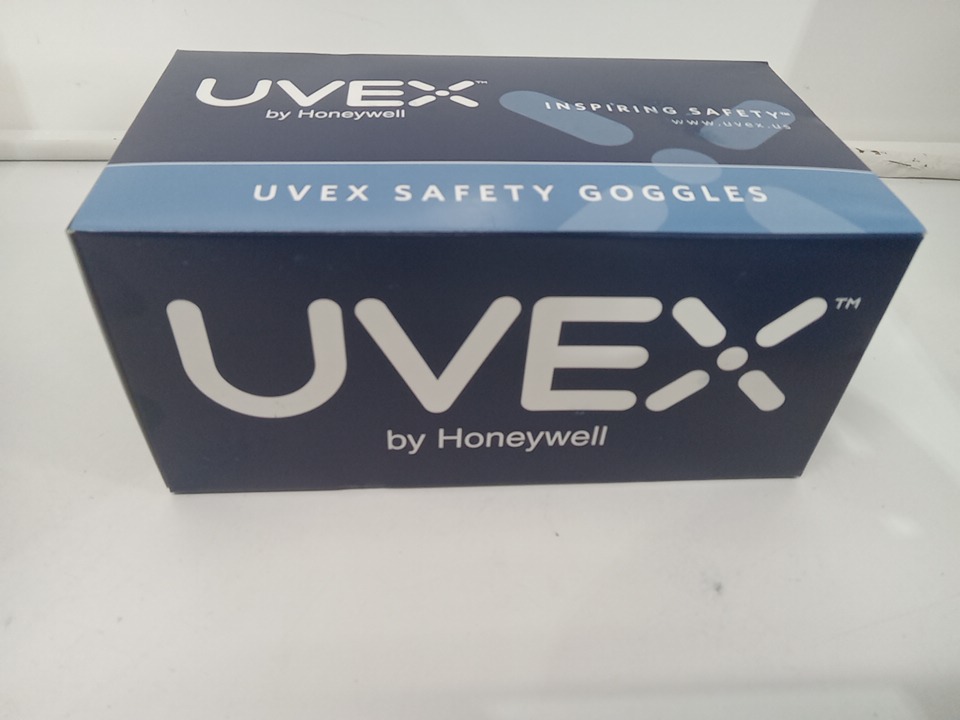 UVEX™
by Honeywell
INSPIRING SAFETY™
www.uvex.us
UVEX SAFETY GOGGLES
UVEX™
by Honeywell